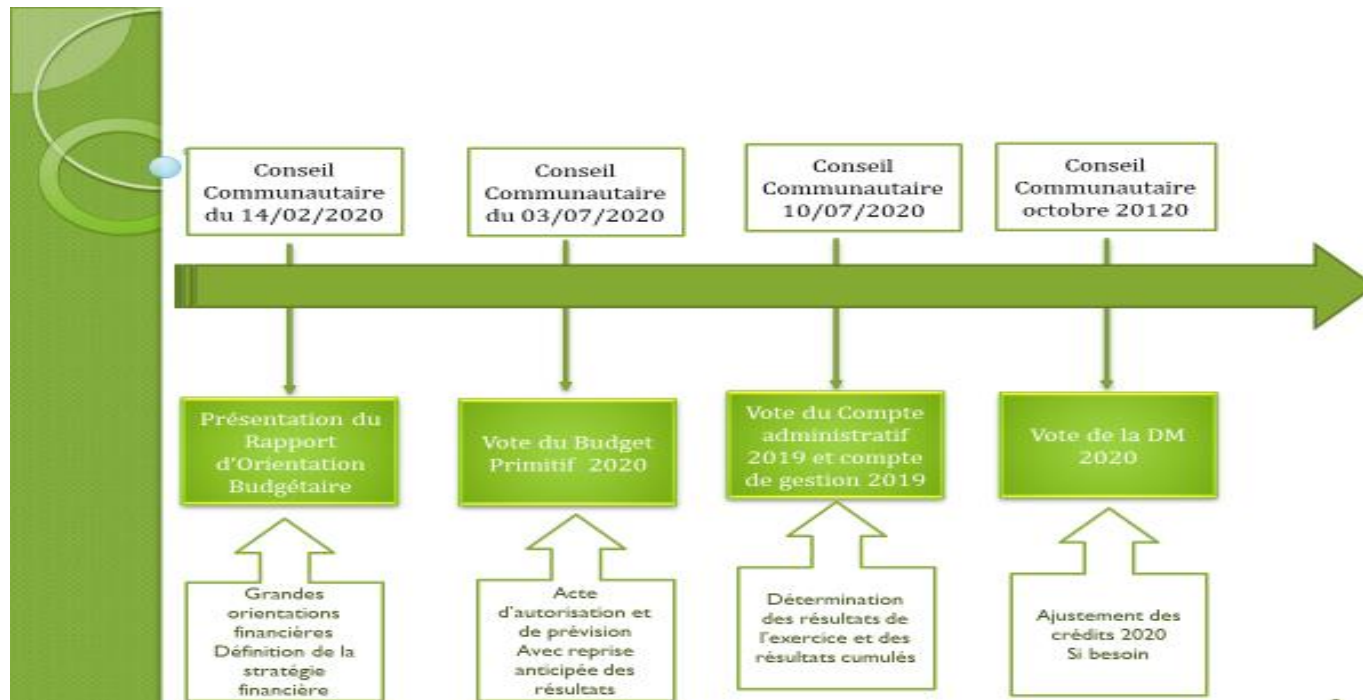 Conseil
Communautaire
du 14/02/2020
Conseil
Communautaire
du 03/07/2020
Conseil
Communautaire
10/07/2020
Conseil
Communautaire
octobre 20120
Présentation du
Rapport
d'Orientation
Budgétaire
Vote du Budget
Primitif 2020
Vote du Compte
administratif
2019 et compte
de gestion 2019
Vote de la DM
2020
Grandes
orientations
financières
Définition de la
stratégie
financière
Acte
d'autorisation et
de prévision
Avec reprise
anticipée des
résultats
Détermination
des résultats de
l'exercice et des
résultats cumulés
Ajustement des
crédits 2020
Si besoin